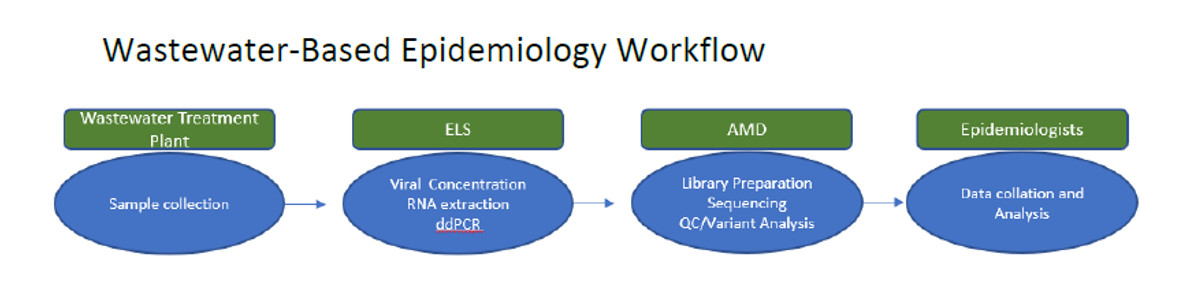 Wastewater-Based Epidemiology Workflow
Wastewater Treatment
Plant
ELS
AMD
Epidemiologists
Sample collection
Viral Concentration
RNA extraction
ddPCR
Library Preparation
Sequencing
QC/Variant Analysis
Data collation and
Analysis